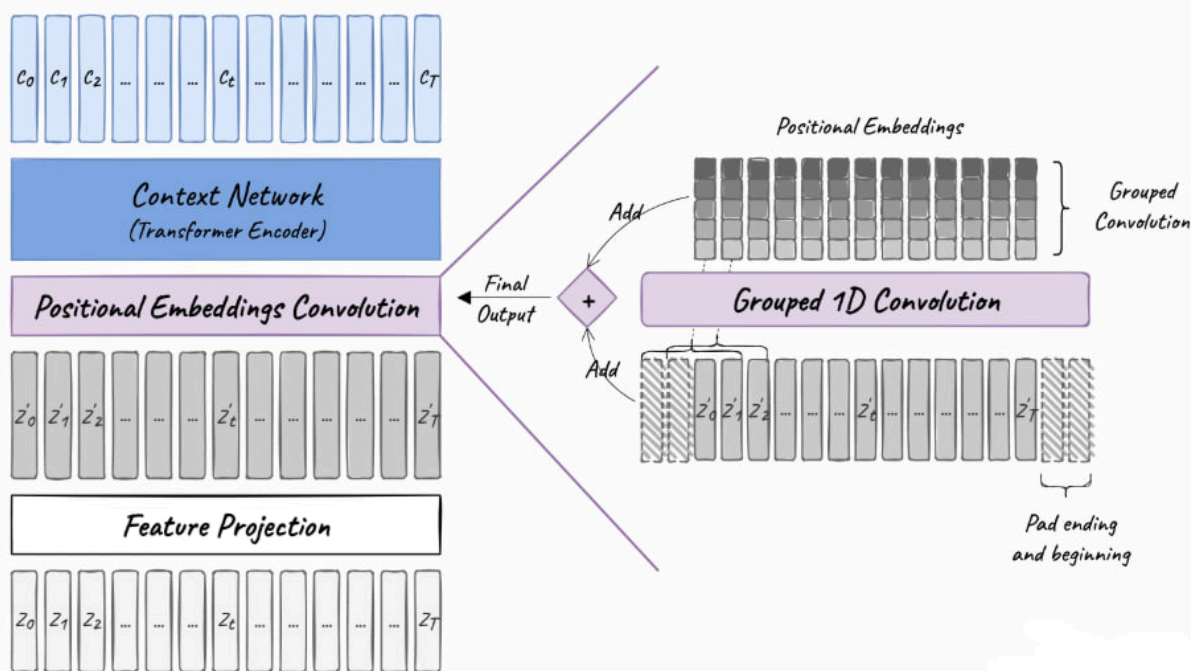 C0 C1 C2 ... ... ... Ct ... ... ... ... ... CT
Context Network
(Transformer Encoder)
Positional Embeddings Convolution
Z'0 Z'1 Z'2 ... ... ... Z't ... ... ... ... ... Z'T
Feature Projection
Z0 Z1 Z2 ... ... ... Zt ... ... ... ... ... ZT
Positional Embeddings
Grouped
Convolution
Add
Final
Output
+
Grouped 1D Convolution
Add
Z'0 Z'1 Z'2 ... ... ... Z't ... ... ... ... ... Z'T
Pad ending
and beginning